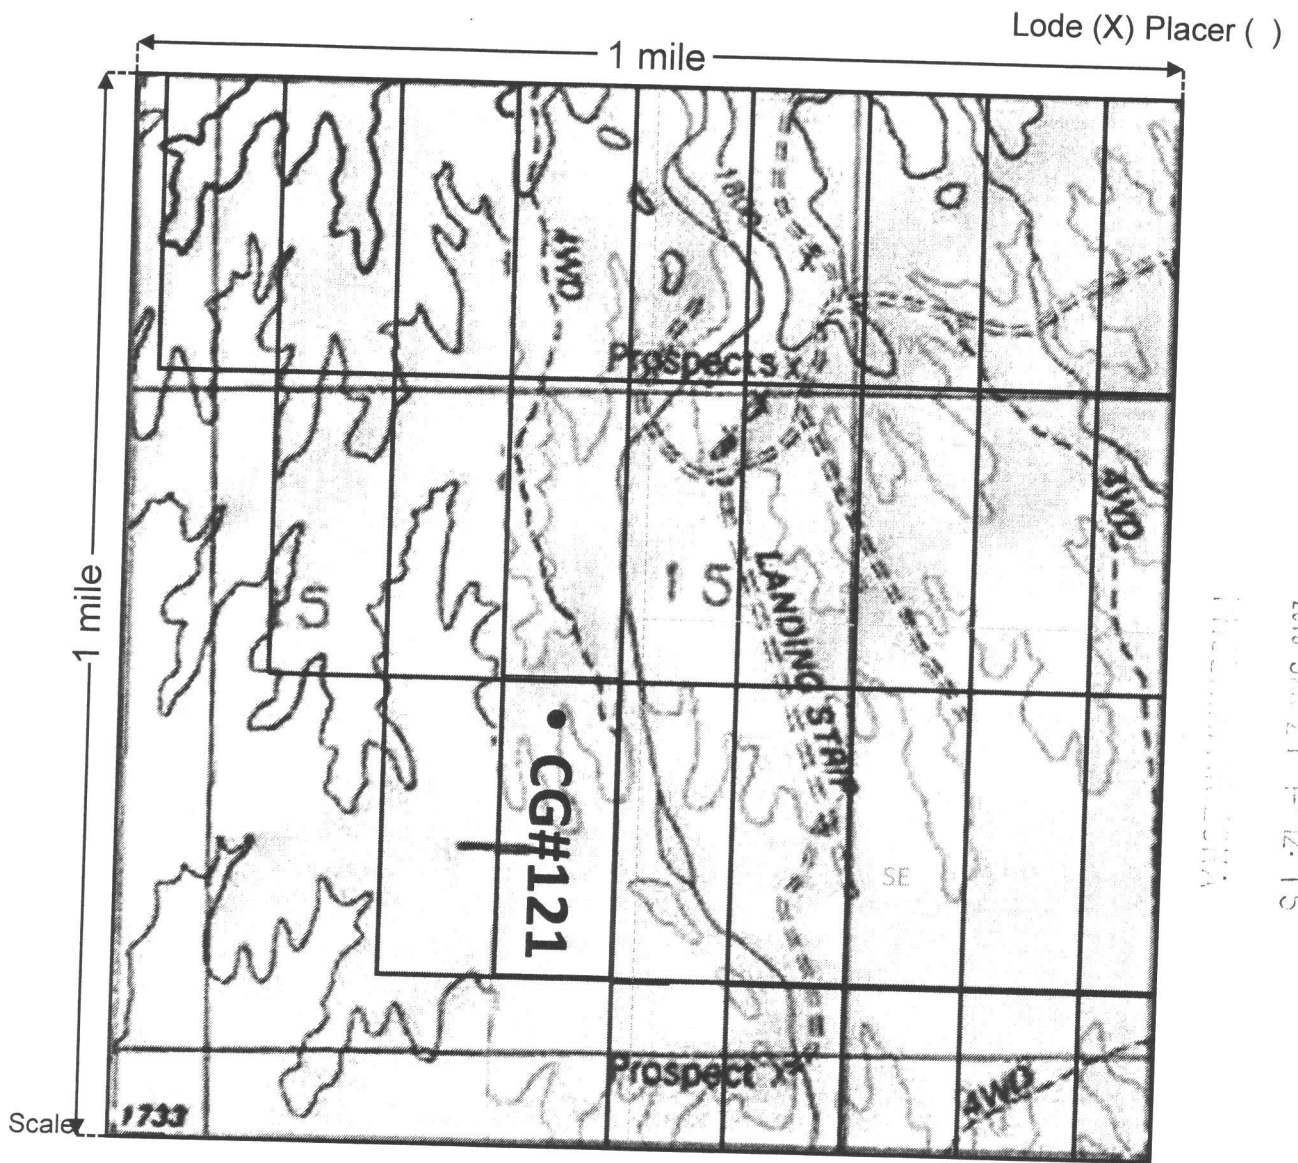 Lode (X) Placer ( )
1 mile
1800
4WD
Prospects x
4WD
1 mile
S
15
LANDING STRIP
CG#121
SE
Prospect x
4WD
Scale
1733